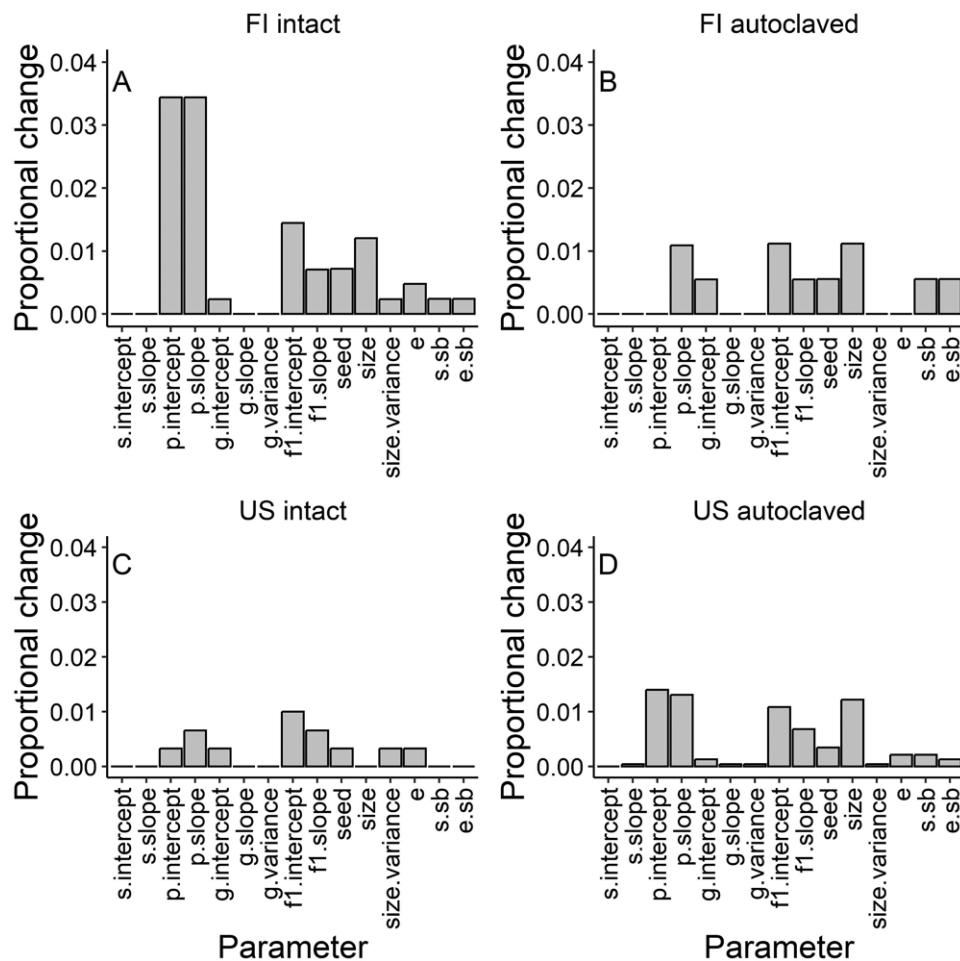 FI intact
FI autoclaved
Proportional change
A
0.04
0.03
0.02
0.01
0.00
s.intercept
s.slope
p.intercept
p.slope
g.intercept
g.slope
g.variance
f1.intercept
f1.slope
seed
size
size.variance
e
s.sb
e.sb
Proportional change
B
0.04
0.03
0.02
0.01
0.00
s.intercept
s.slope
p.intercept
p.slope
g.intercept
g.slope
g.variance
f1.intercept
f1.slope
seed
size
size.variance
e
s.sb
e.sb
US intact
US autoclaved
Proportional change
C
0.04
0.03
0.02
0.01
0.00
s.intercept
s.slope
p.intercept
p.slope
g.intercept
g.slope
g.variance
f1.intercept
f1.slope
seed
size
size.variance
e
s.sb
e.sb
Parameter
Proportional change
D
0.04
0.03
0.02
0.01
0.00
s.intercept
s.slope
p.intercept
p.slope
g.intercept
g.slope
g.variance
f1.intercept
f1.slope
seed
size
size.variance
e
s.sb
e.sb
Parameter